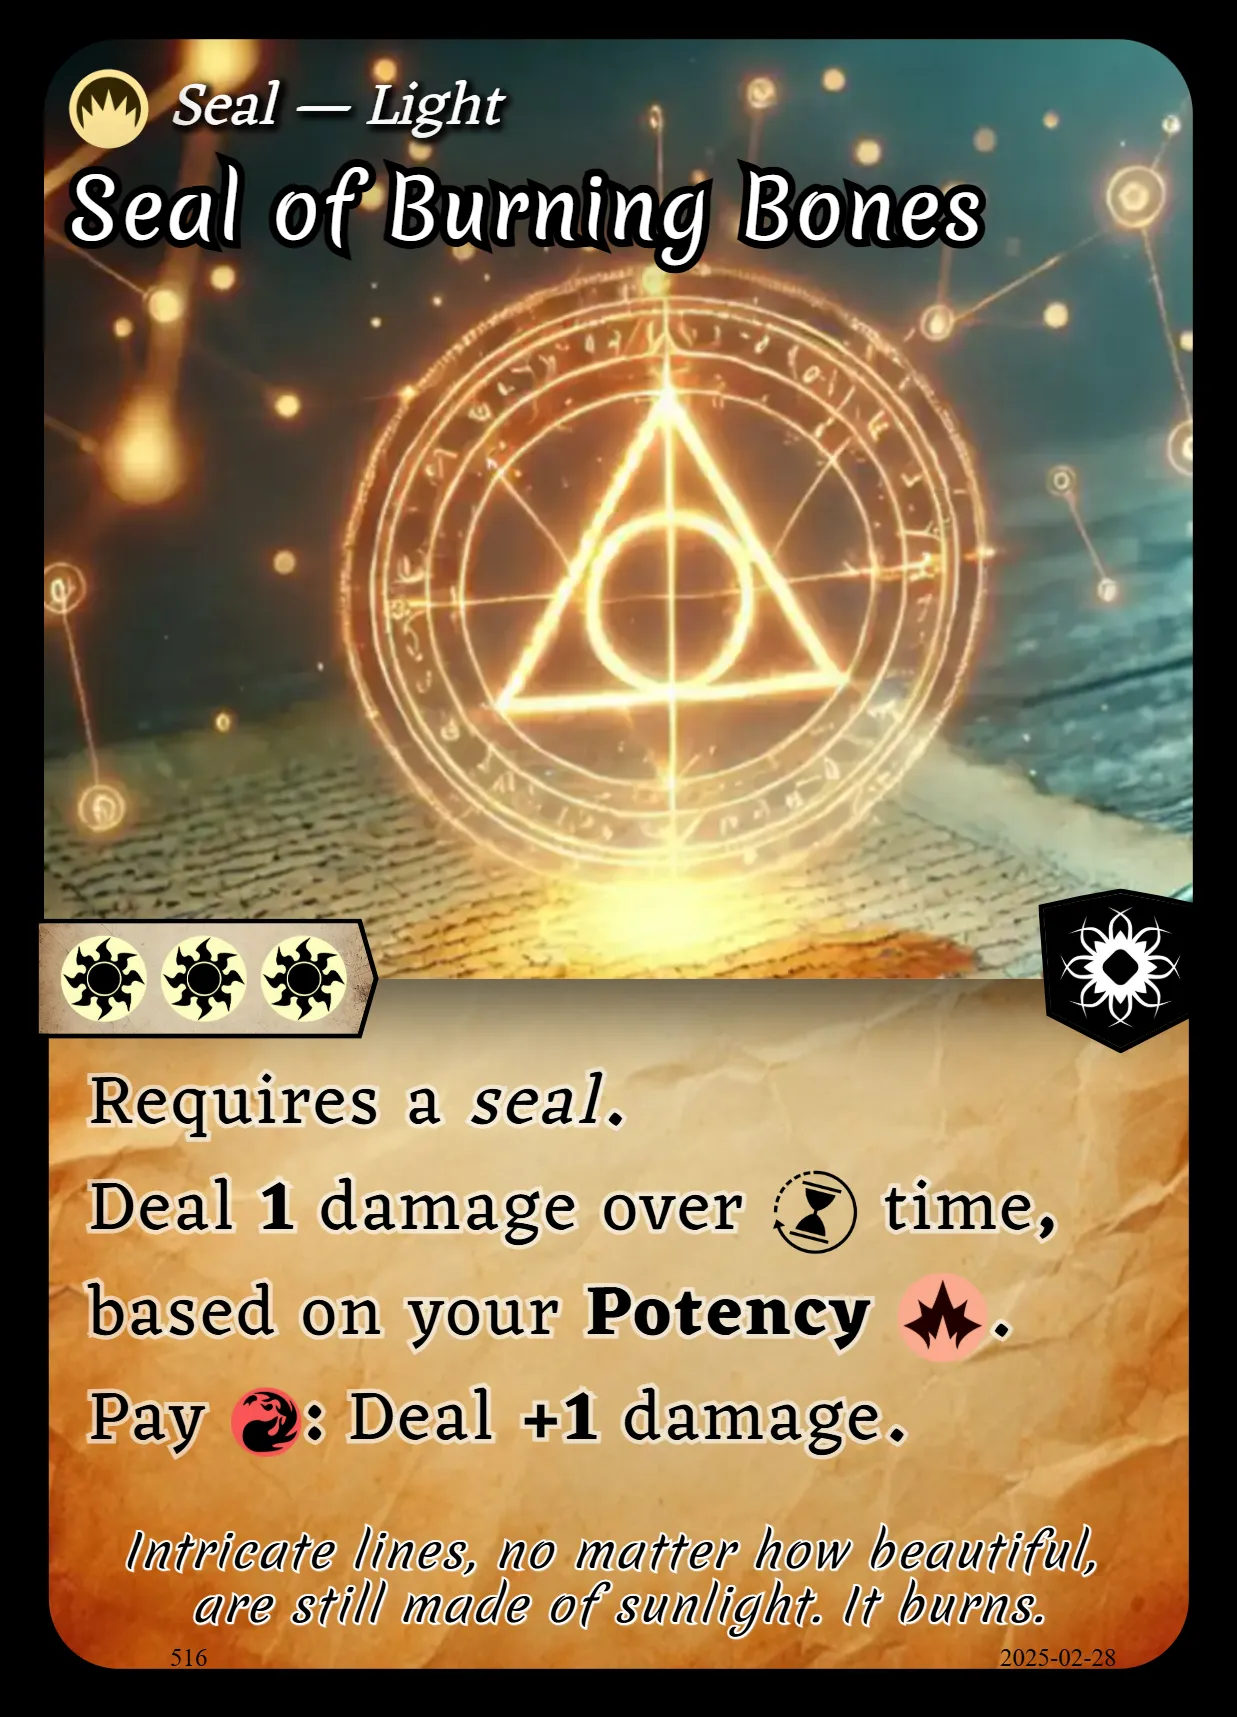 Seal — Light
Seal of Burning Bones
Requires a seal.
Deal 1 damage over time,
based on your Potency .
Pay : Deal +1 damage.
Intricate lines, no matter how beautiful,
are still made of sunlight. It burns.
516
2025-02-28